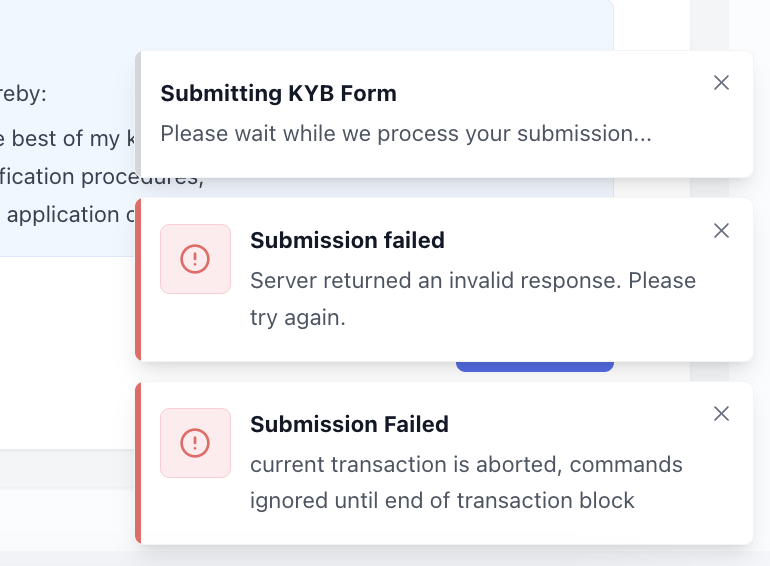 reby:
Submitting KYB Form
Please wait while we process your submission...
best of my
fication procedures,
application
Submission failed
Server returned an invalid response. Please
try again.
Submission Failed
current transaction is aborted, commands
ignored until end of transaction block